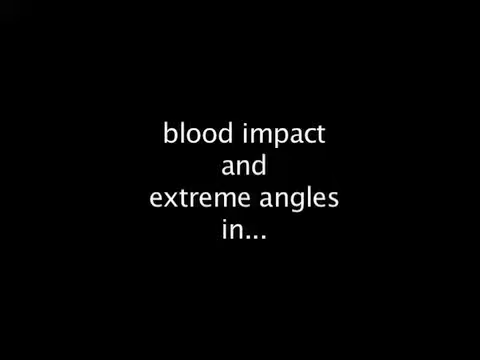 blood impact
and
extreme angles
in...